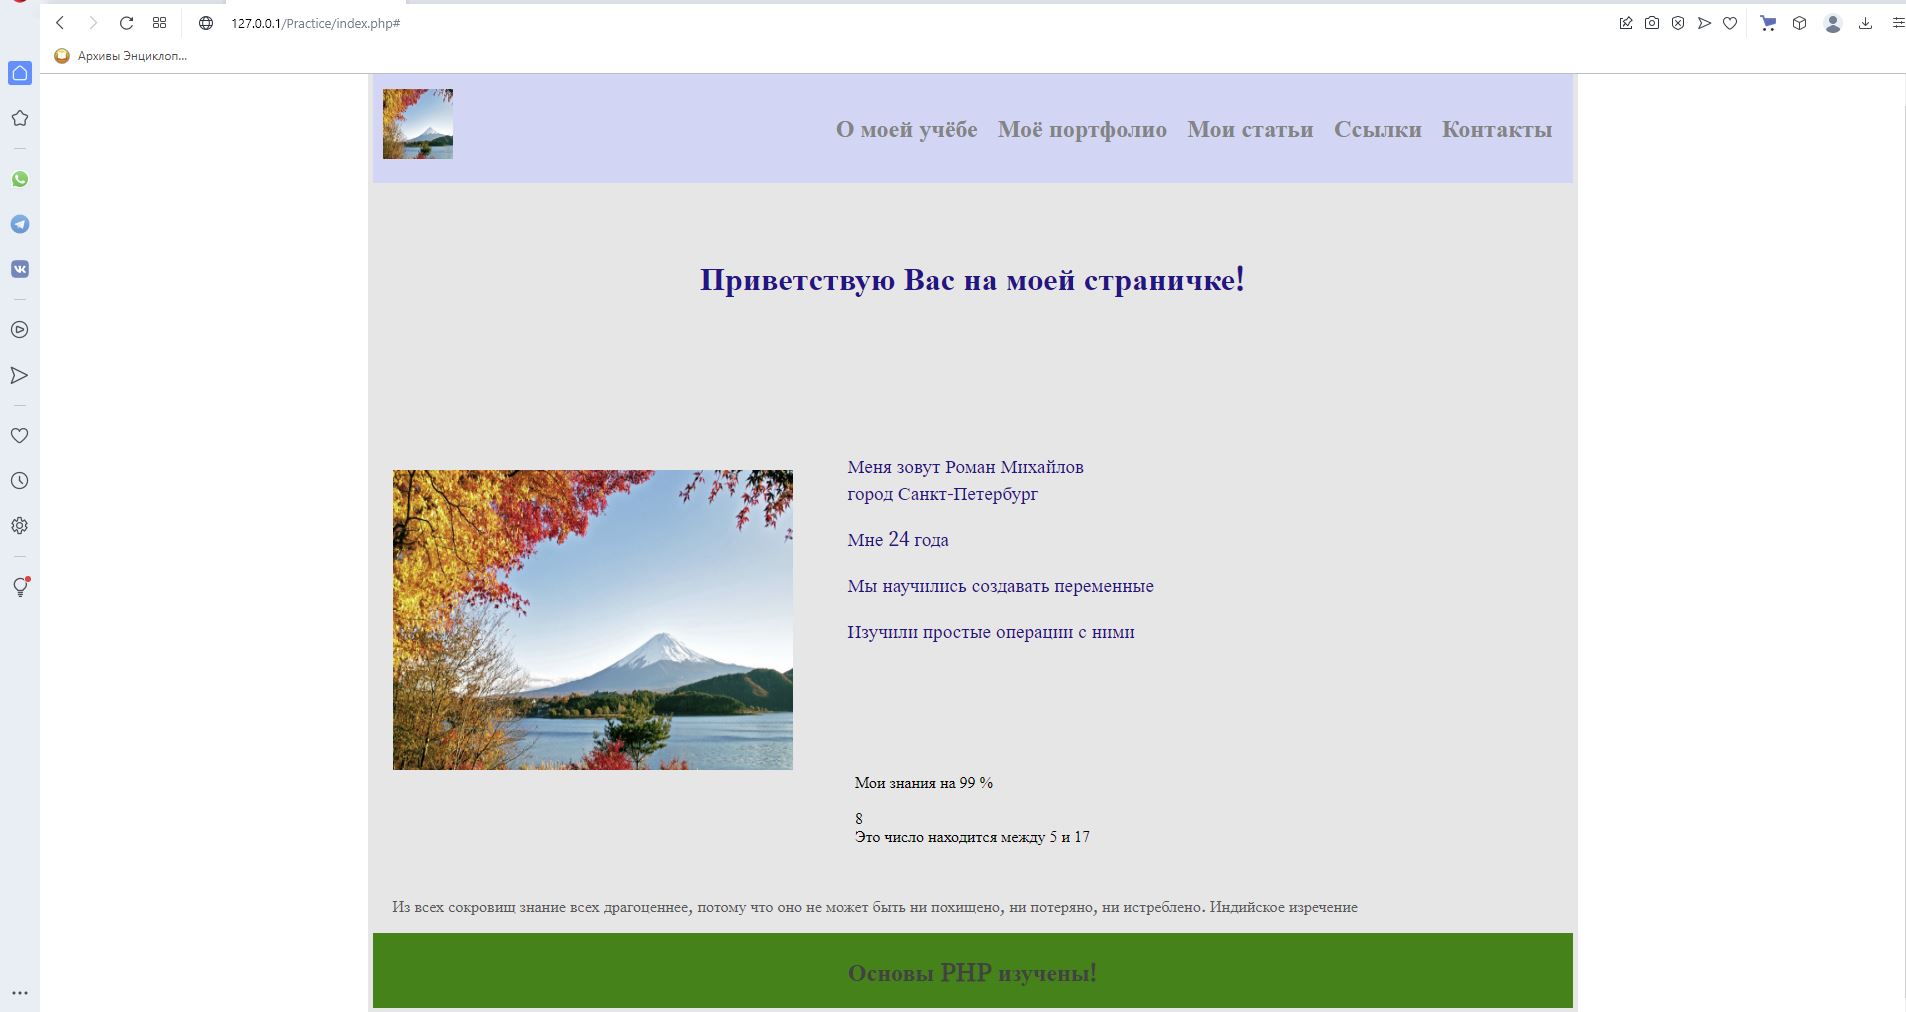 127.0.0.1/Practice/index.php#
Архивы Энциклоп...
О моей учёбе Моё портфолио Мои статьи Ссылки Контакты
Приветствую Вас на моей страничке!
Меня зовут Роман Михайлов
город Санкт-Петербург
Мне 24 года
Мы научились создавать переменные
Изучили простые операции с ними
Мои знания на 99 %
8
Это число находится между 5 и 17
Из всех сокровищ знание всех драгоценнее, потому что оно не может быть ни похищено, ни потеряно, ни истреблено. Индийское изречение
Основы PHP изучены!